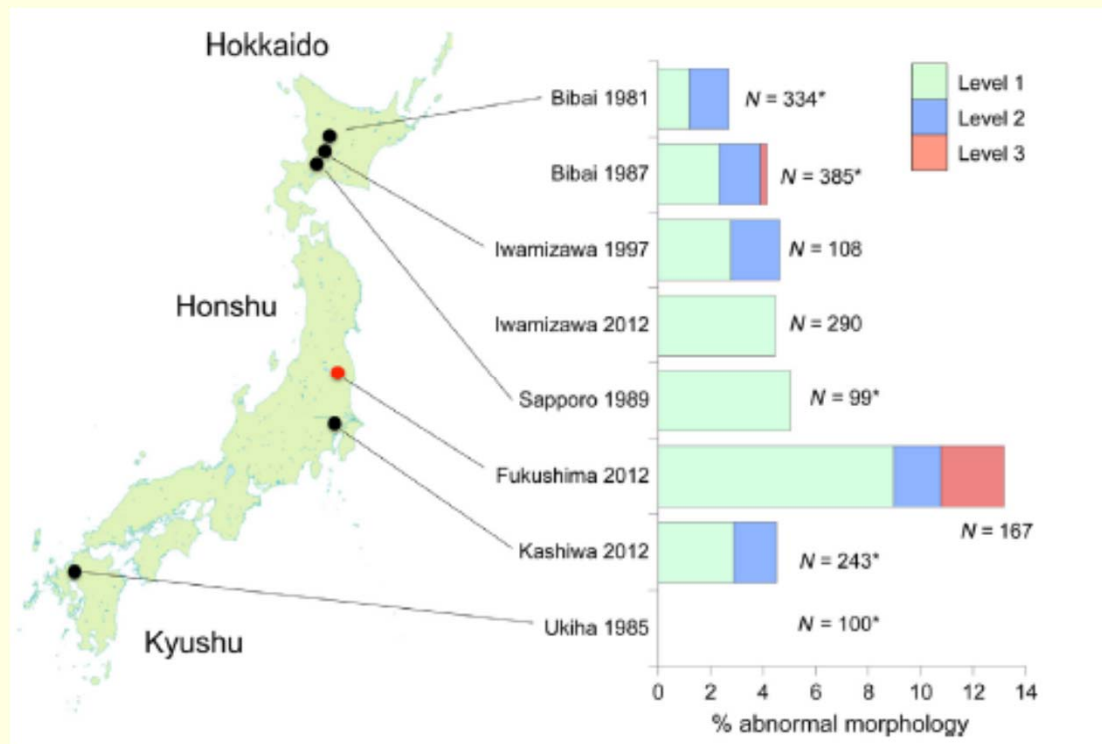 Hokkaido
Honshu
Kyushu
Bibai 1981
N = 334*
Bibai 1987
N = 385*
Iwamizawa 1997
N = 108
Iwamizawa 2012
N = 290
Sapporo 1989
N = 99*
Fukushima 2012
N = 167
Kashiwa 2012
N = 243*
Ukiha 1985
N = 100*
Level 1
Level 2
Level 3
0 2 4 6 8 10 12 14
% abnormal morphology